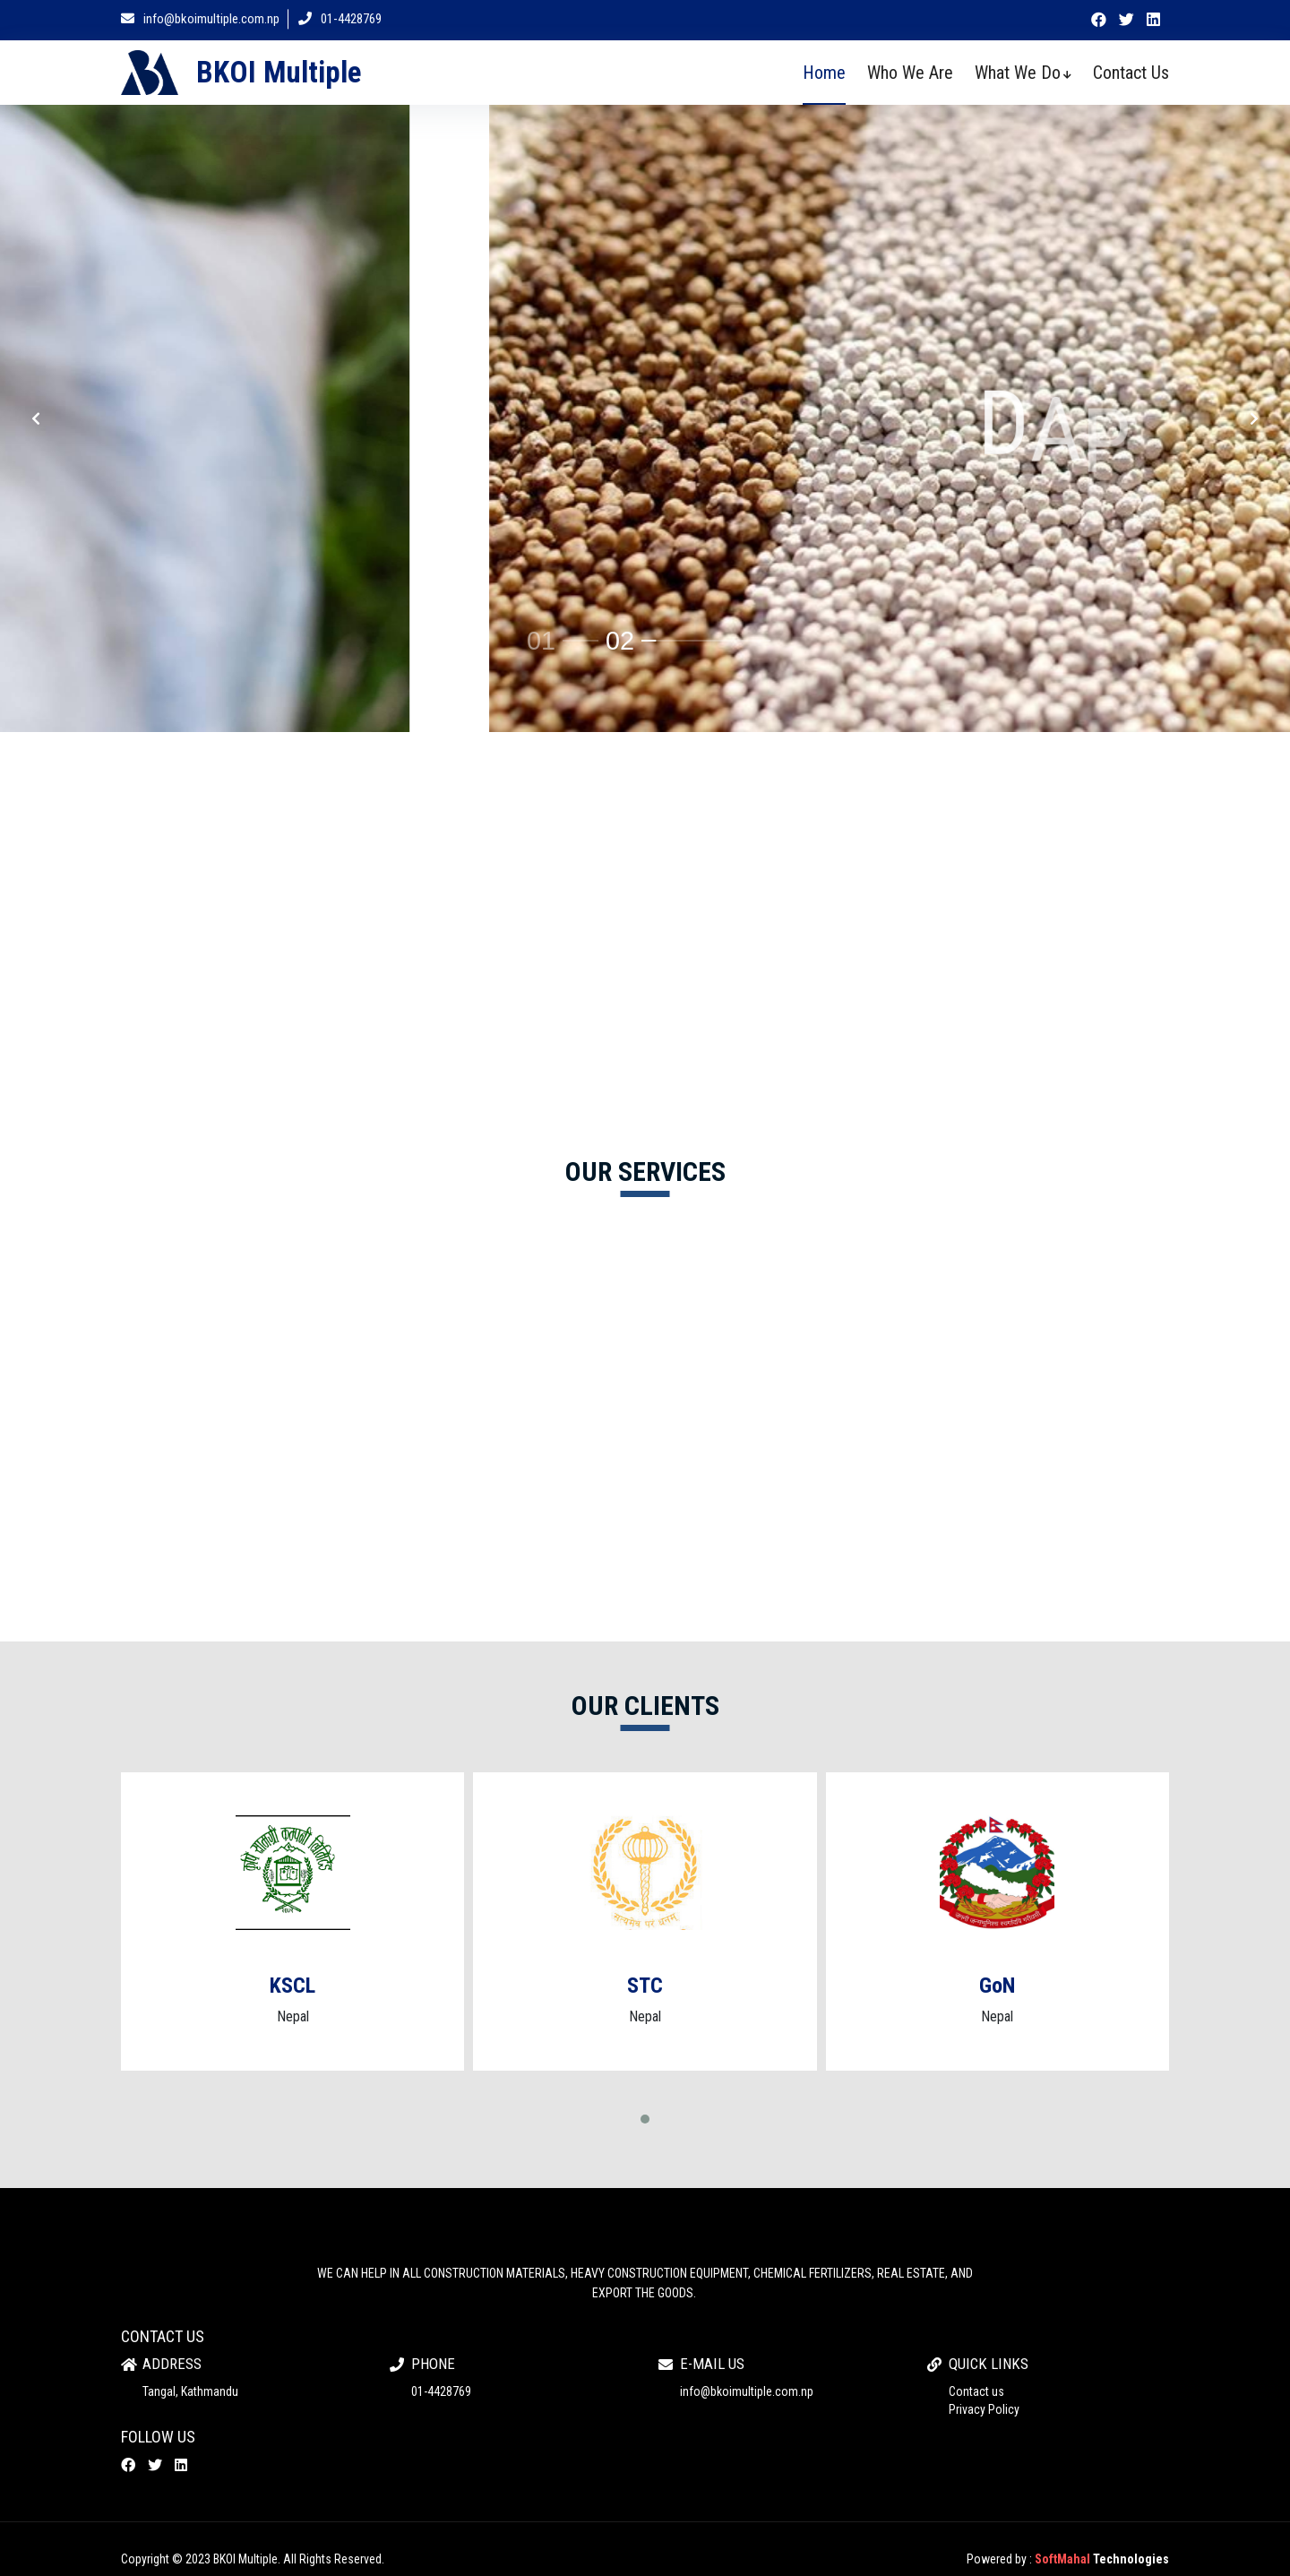 info@bkoimultiple.com.np
01-4428769
BKOI Multiple
Home
Who We Are
What We Do
Contact Us
DAP
01
02
OUR SERVICES
OUR CLIENTS
कृषि सामाग्री कम्पनी लिमिटेड
KSCL
Nepal
STC
Nepal
GoN
Nepal
WE CAN HELP IN ALL CONSTRUCTION MATERIALS, HEAVY CONSTRUCTION EQUIPMENT, CHEMICAL FERTILIZERS, REAL ESTATE, AND
EXPORT THE GOODS.
CONTACT US
ADDRESS
Tangal, Kathmandu
PHONE
01-4428769
E-MAIL US
info@bkoimultiple.com.np
QUICK LINKS
Contact us
Privacy Policy
FOLLOW US
Copyright © 2023 BKOI Multiple. All Rights Reserved.
Powered by : SoftMahal Technologies